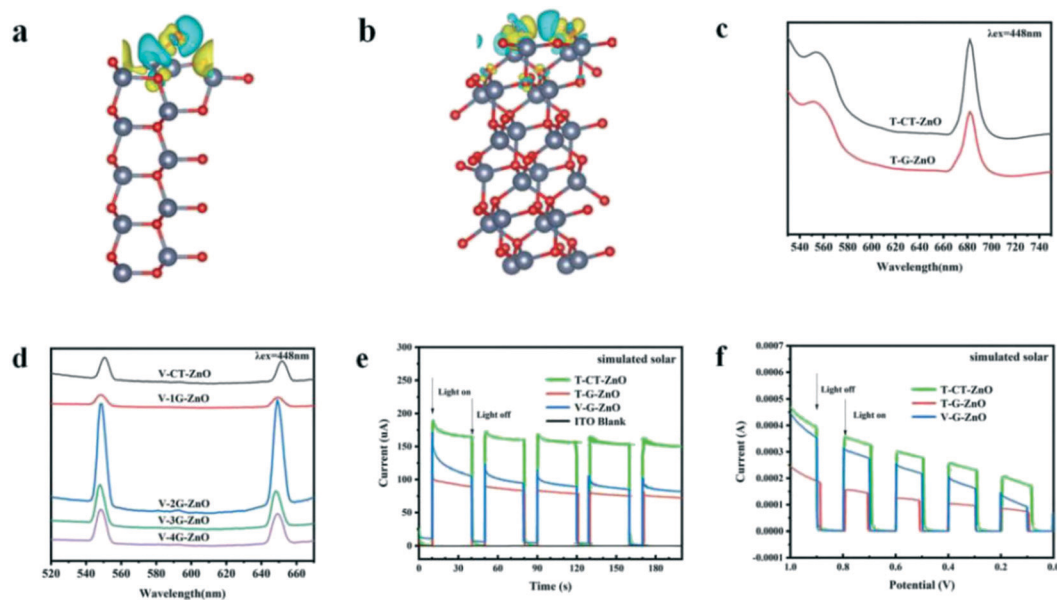 a
b
c
λex=448nm
T-CT-ZnO
T-G-ZnO
540 560 580 600 620 640 660 680 700 720 740
Wavelength(nm)
d
λex=448nm
V-CT-ZnO
V-1G-ZnO
V-2G-ZnO
V-3G-ZnO
V-4G-ZnO
520 540 560 580 600 620 640 660
Wavelength(nm)
e
simulated solar
300
250
200
150
100
50
0
Current (uA)
T-CT-ZnO
T-G-ZnO
V-G-ZnO
ITO Blank
Light on
Light off
0 30 60 90 120 150 180
Time (s)
f
simulated solar
0.0007
0.0006
0.0005
0.0004
0.0003
0.0002
0.0001
0.0000
-0.0001
Current (A)
T-CT-ZnO
T-G-ZnO
V-G-ZnO
Light off
Light on
1.0 0.8 0.6 0.4 0.2 0.0
Potential (V)